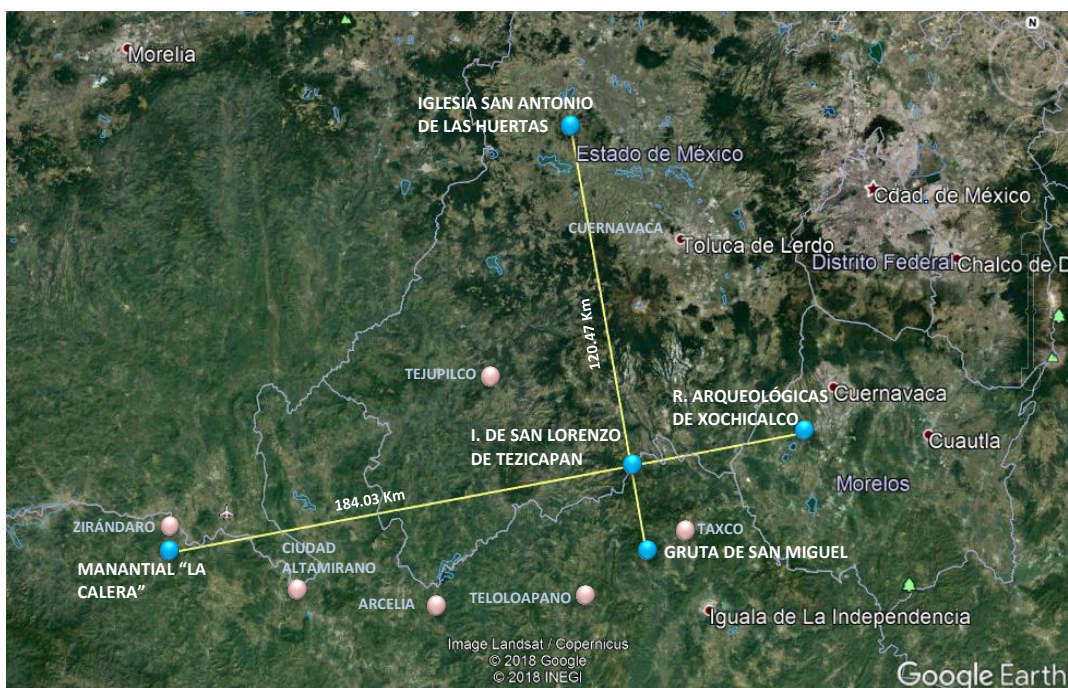 N
Morelia
IGLESIA SAN ANTONIO
DE LAS HUERTAS
Estado de México
Cdad. de México
CUERNAVACA
Toluca de Lerdo
Distrito Federal
Chalco de D
120.47 Km
TEJUPILCO
R. ARQUEOLÓGICAS
DE XOCHICALCO
Cuernavaca
I. DE SAN LORENZO
DE TEZICAPAN
Cuautla
184.03 Km
Morelos
ZIRÁNDARO
TAXCO
MANANTIAL “LA
CALERA”
CIUDAD
ALTAMIRANO
GRUTA DE SAN MIGUEL
ARCELIA
TELOLOAPANO
Iguala de La Independencia
Image Landsat / Copernicus
© 2018 Google
© 2018 INEGI
Google Earth